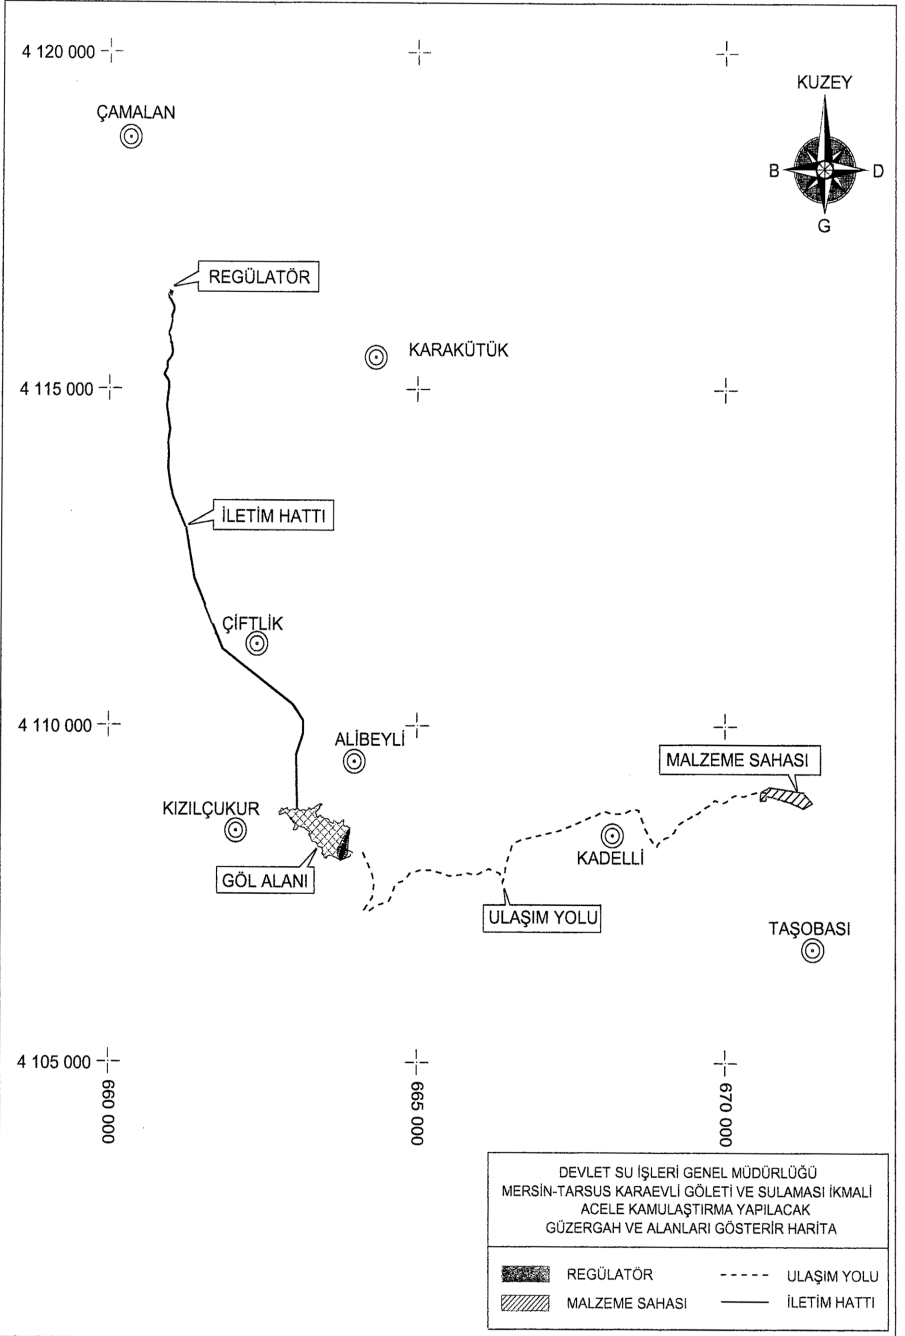 4 120 000
ÇAMALAN
KUZEY
B
D
G
REGÜLATÖR
KARAKÜTÜK
4 115 000
İLETİM HATTI
ÇİFTLİK
4 110 000
ALİBEYLİ
MALZEME SAHASI
KIZILÇUKUR
KADELLİ
GÖL ALANI
ULAŞIM YOLU
TAŞOBASI
4 105 000
660 000
665 000
670 000
DEVLET SU İŞLERİ GENEL MÜDÜRLÜĞÜ
MERSİN-TARSUS KARAEVLİ GÖLETİ VE SULAMASI İKMALİ
ACELE KAMULAŞTIRMA YAPILACAK
GÜZERGAH VE ALANLARI GÖSTERİR HARİTA
REGÜLATÖR
ULAŞIM YOLU
MALZEME SAHASI
İLETİM HATTI